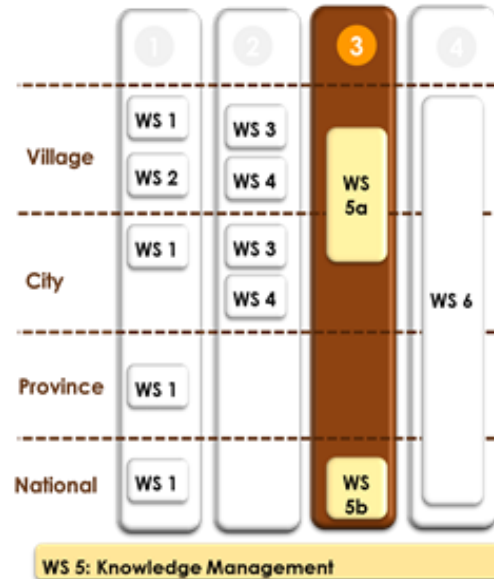 1 2 3 4
Village
WS 1
WS 2
WS 3
WS 4
WS
5a
City
WS 1
WS 3
WS 4
WS 6
Province
WS 1
National
WS 1
WS
5b
WS 5: Knowledge Management